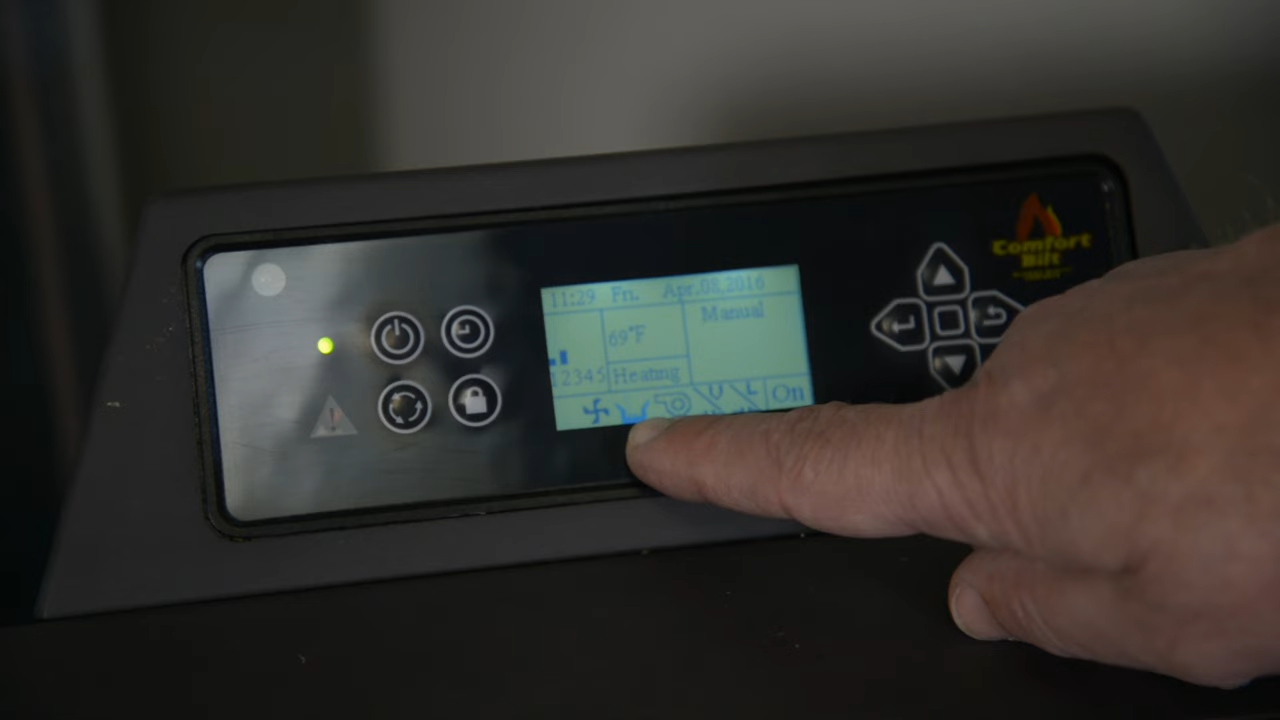 11:29 Fri. Apr.08.2016
Manual
69°F
12345
Heating
U L
On
Comfort
Bilt